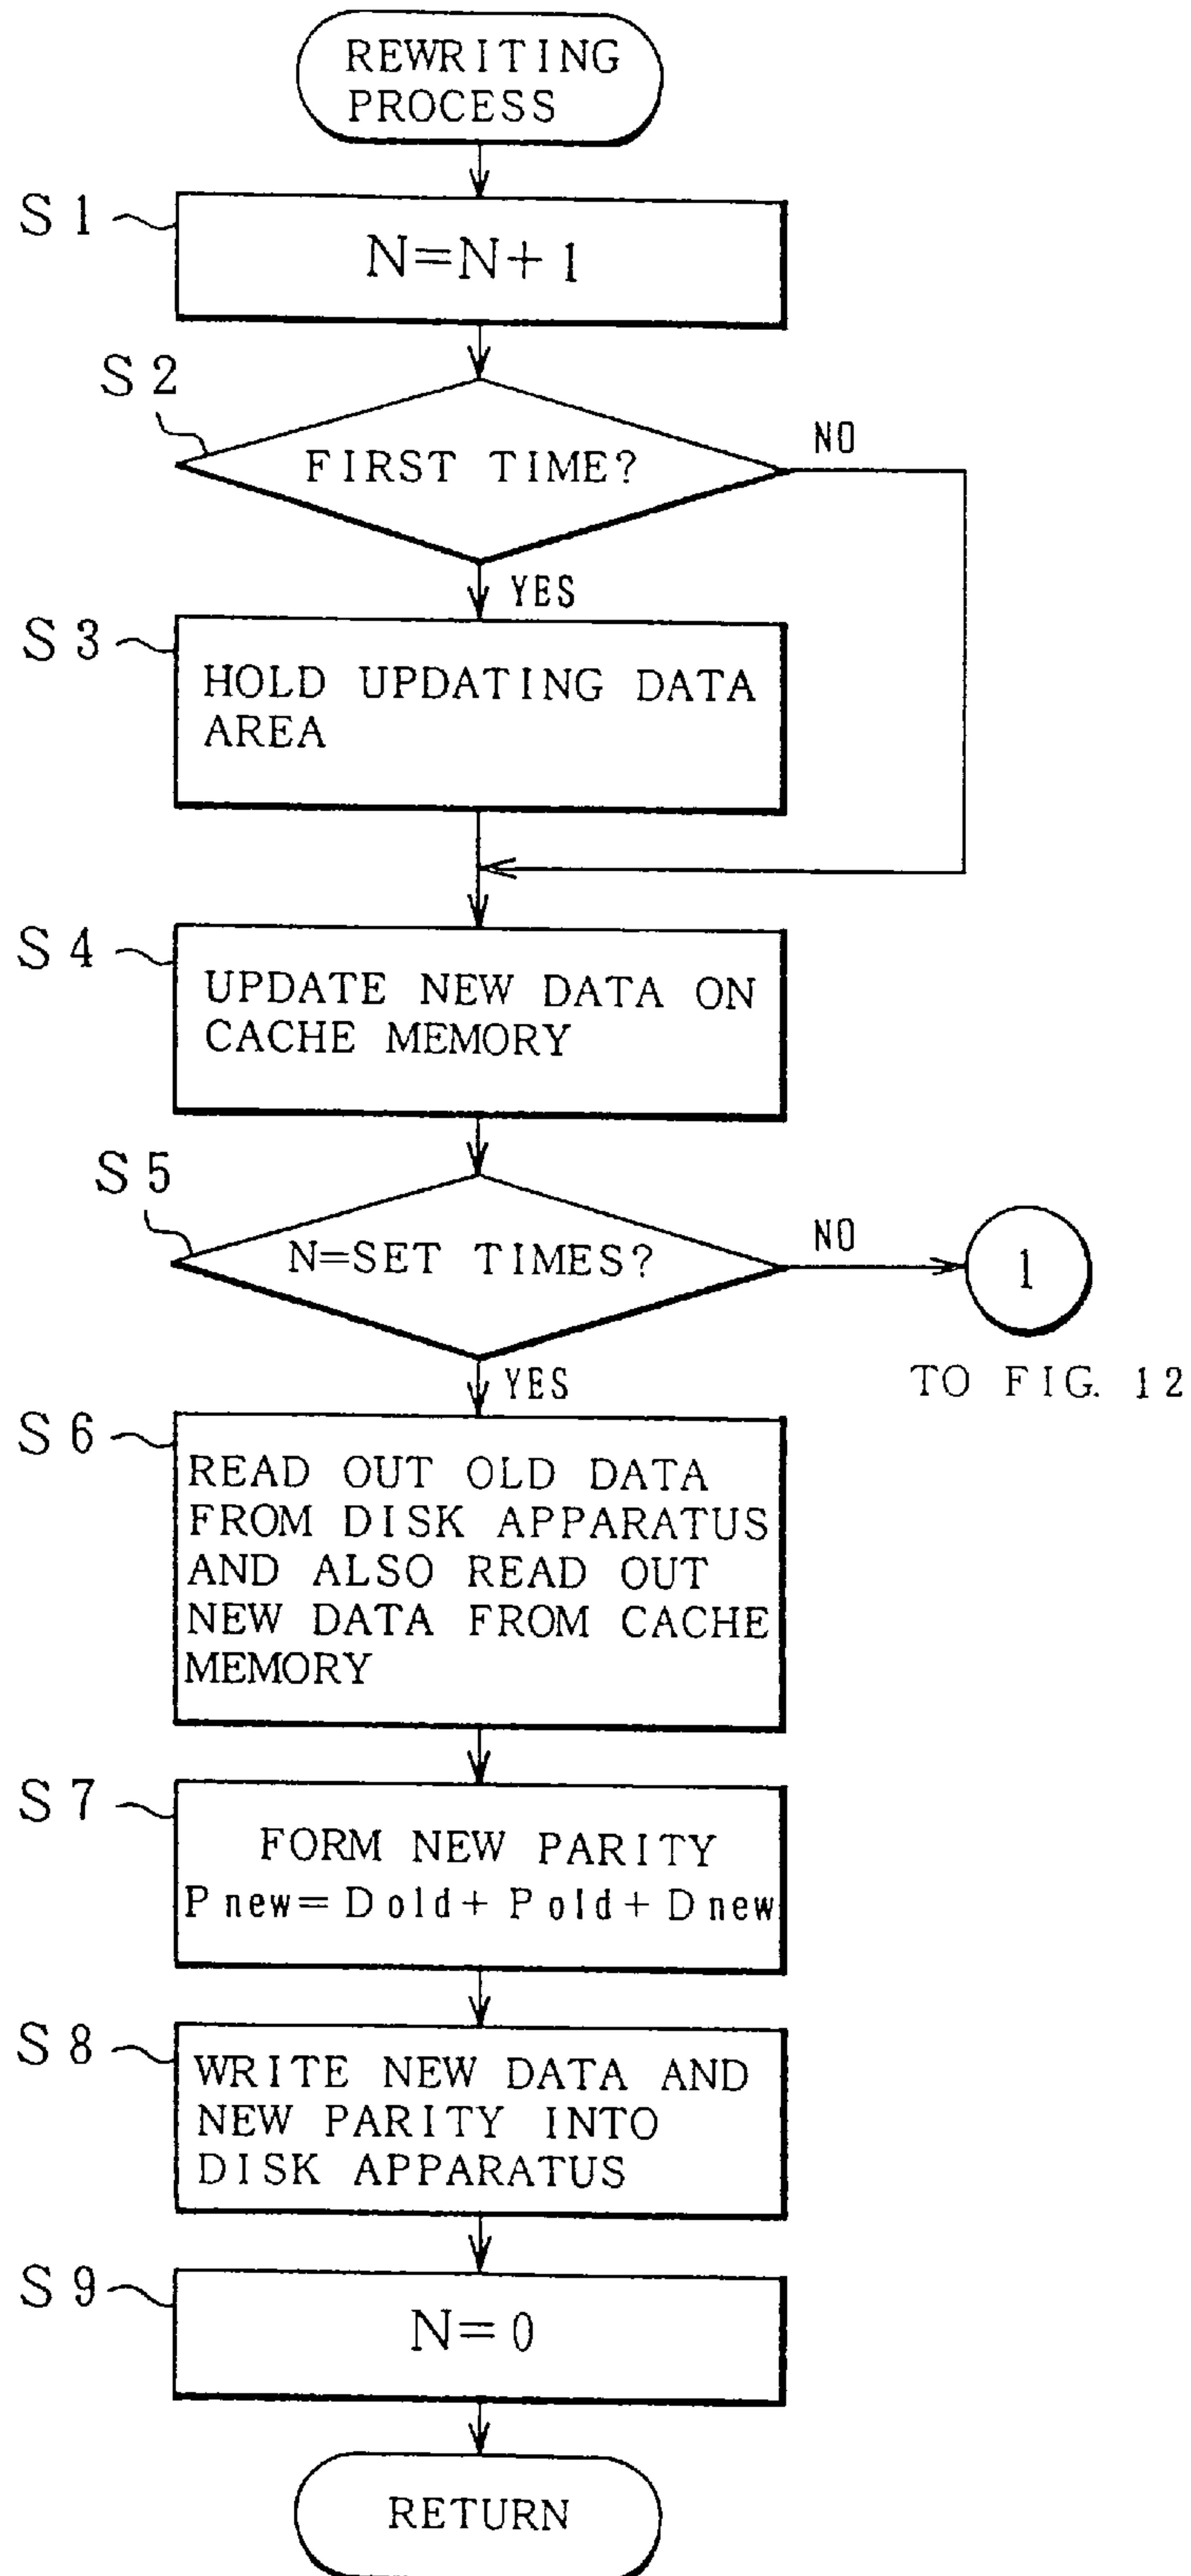 REWRITING
PROCESS
S1
N=N+1
S2
FIRST TIME?
NO
YES
S3
HOLD UPDATING DATA
AREA
S4
UPDATE NEW DATA ON
CACHE MEMORY
S5
N=SET TIMES?
NO
1
TO FIG. 12
YES
S6
READ OUT OLD DATA
FROM DISK APPARATUS
AND ALSO READ OUT
NEW DATA FROM CACHE
MEMORY
S7
FORM NEW PARITY
Pnew=Dold+Pold+Dnew
S8
WRITE NEW DATA AND
NEW PARITY INTO
DISK APPARATUS
S9
N=0
RETURN